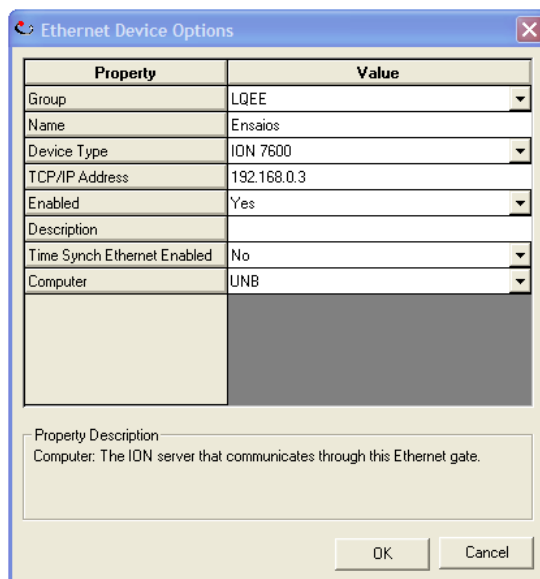 Ethernet Device Options
Property Value
Group LQEE
Name Ensaios
Device Type ION 7600
TCP/IP Address 192.168.0.3
Enabled Yes
Description
Time Synch Ethernet Enabled No
Computer UNB
Property Description
Computer: The ION server that communicates through this Ethernet gate.
OK Cancel